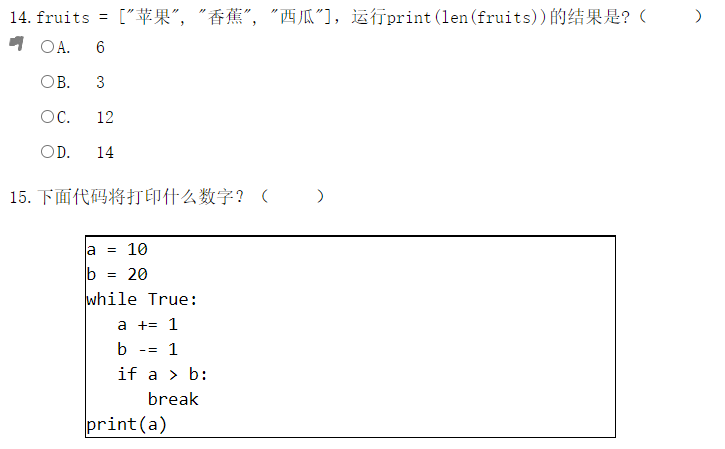 14. fruits = ["苹果", "香蕉", "西瓜"]，运行print(len(fruits))的结果是?（　　）
A. 6
B. 3
C. 12
D. 14
15. 下面代码将打印什么数字？（　　）
a = 10
b = 20
while True:
   a += 1
   b -= 1
   if a > b:
      break
print(a)